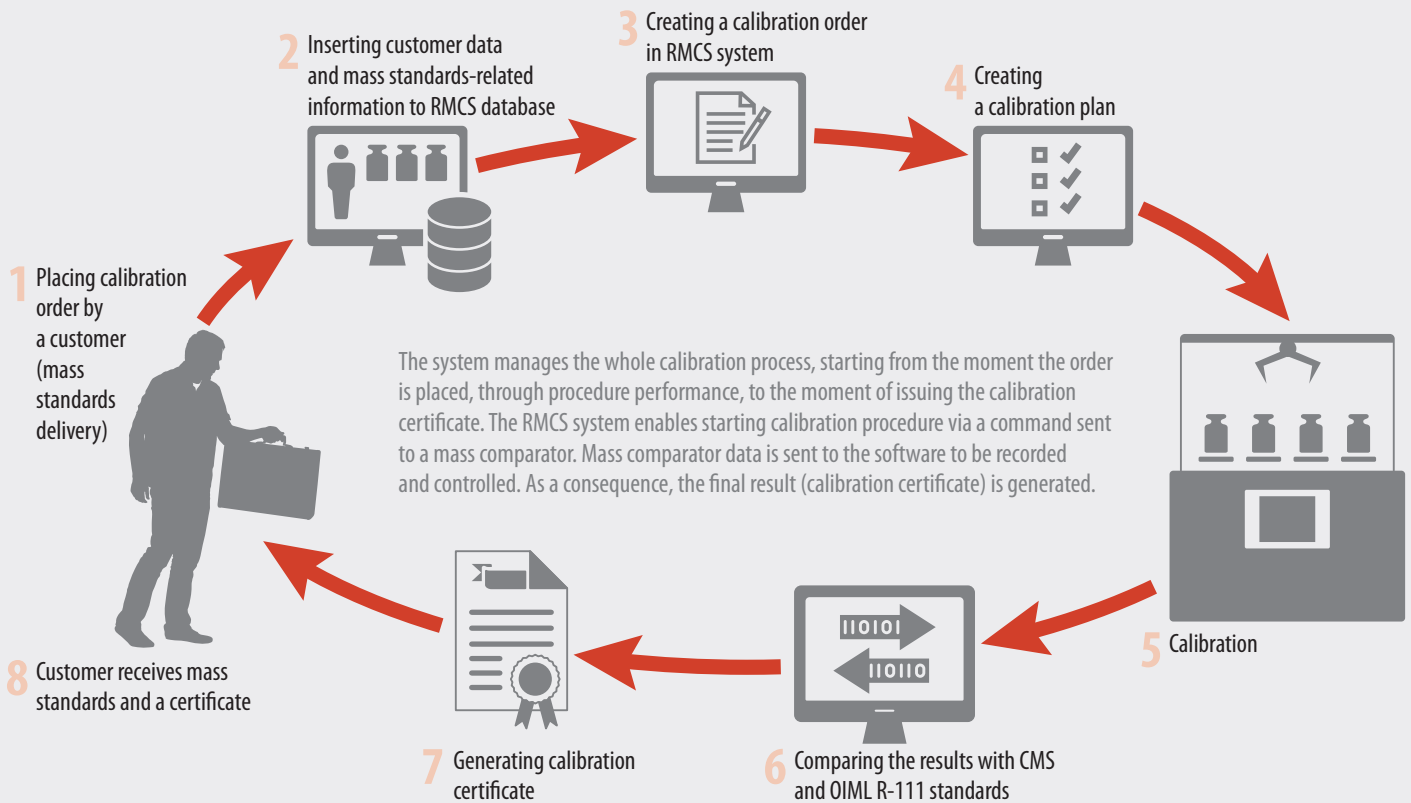 1 Placing calibration
order by
a customer
(mass
standards
delivery)
2 Inserting customer data
and mass standards-related
information to RMCS database
3 Creating a calibration order
in RMCS system
4 Creating
a calibration plan
The system manages the whole calibration process, starting from the moment the order
is placed, through procedure performance, to the moment of issuing the calibration
certificate. The RMCS system enables starting calibration procedure via a command sent
to a mass comparator. Mass comparator data is sent to the software to be recorded
and controlled. As a consequence, the final result (calibration certificate) is generated.
5 Calibration
110101
110110
6 Comparing the results with CMS
and OIML R-111 standards
7 Generating calibration
certificate
8 Customer receives mass
standards and a certificate